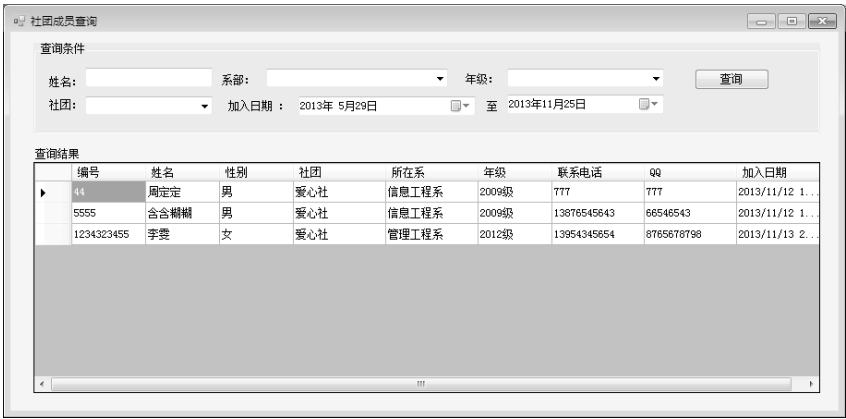 社团成员查询
查询条件
姓名： 系部： 年级： 查询
社团： 加入日期 ： 2013年 5月29日 至 2013年11月25日
查询结果
编号 姓名 性别 社团 所在系 年级 联系电话 QQ 加入日期
44 周定定 男 爱心社 信息工程系 2009级 777 777 2013/11/12 1...
5555 含含糊糊 男 爱心社 信息工程系 2009级 13876545643 66546543 2013/11/12 1...
1234323455 李雯 女 爱心社 管理工程系 2012级 13954345654 8765678798 2013/11/13 2...